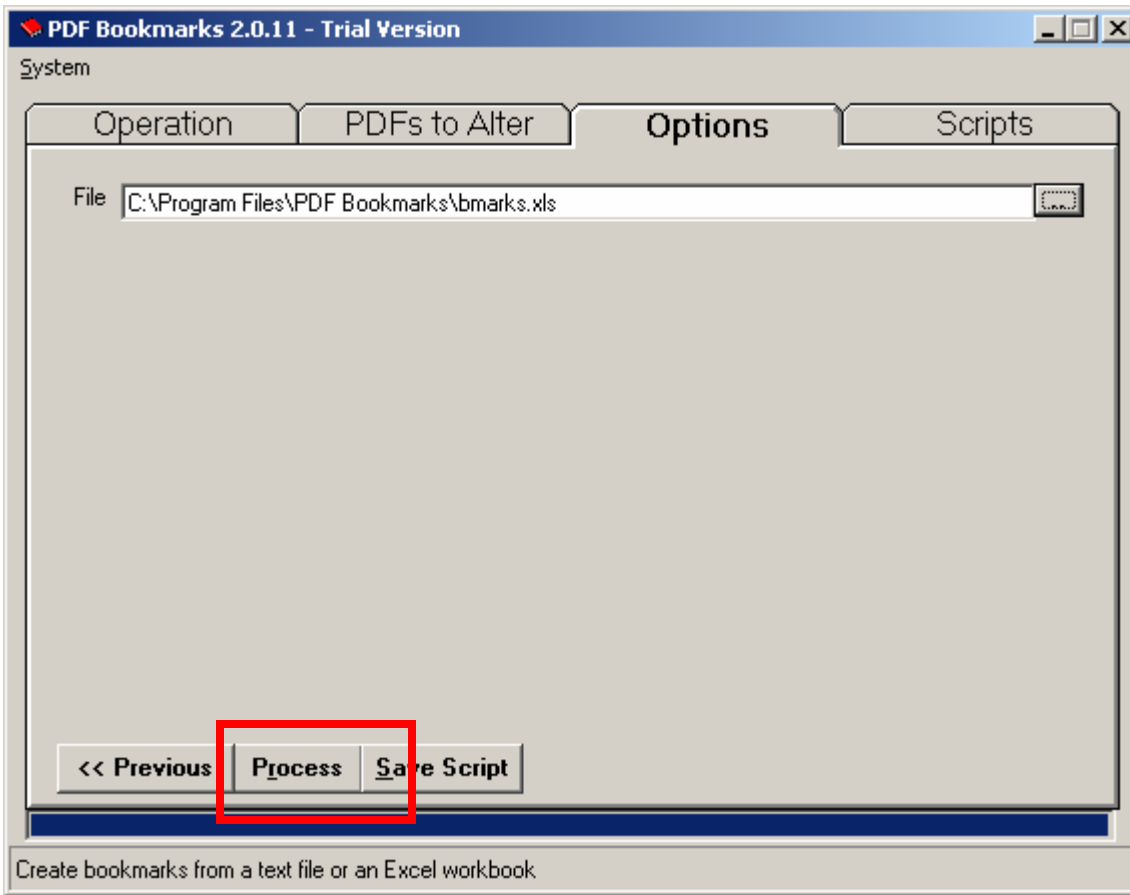 PDF Bookmarks 2.0.11 - Trial Version
System
Operation PDFs to Alter Options Scripts
File C:\Program Files\PDF Bookmarks\bmarks.xls ...
<< Previous Process Save Script
Create bookmarks from a text file or an Excel workbook